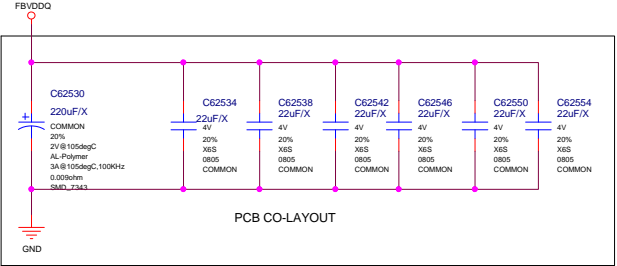 FBVDDQ
C62530
220uF/X
COMMON
20%
2V@105degC
AL-Polymer
3A@105degC,100KHz
0.009ohm
SMD_7343
C62534
22uF/X
4V
20%
X6S
0805
COMMON
C62538
22uF/X
4V
20%
X6S
0805
COMMON
C62542
22uF/X
4V
20%
X6S
0805
COMMON
C62546
22uF/X
4V
20%
X6S
0805
COMMON
C62550
22uF/X
4V
20%
X6S
0805
COMMON
C62554
22uF/X
4V
20%
X6S
0805
COMMON
PCB CO-LAYOUT
GND